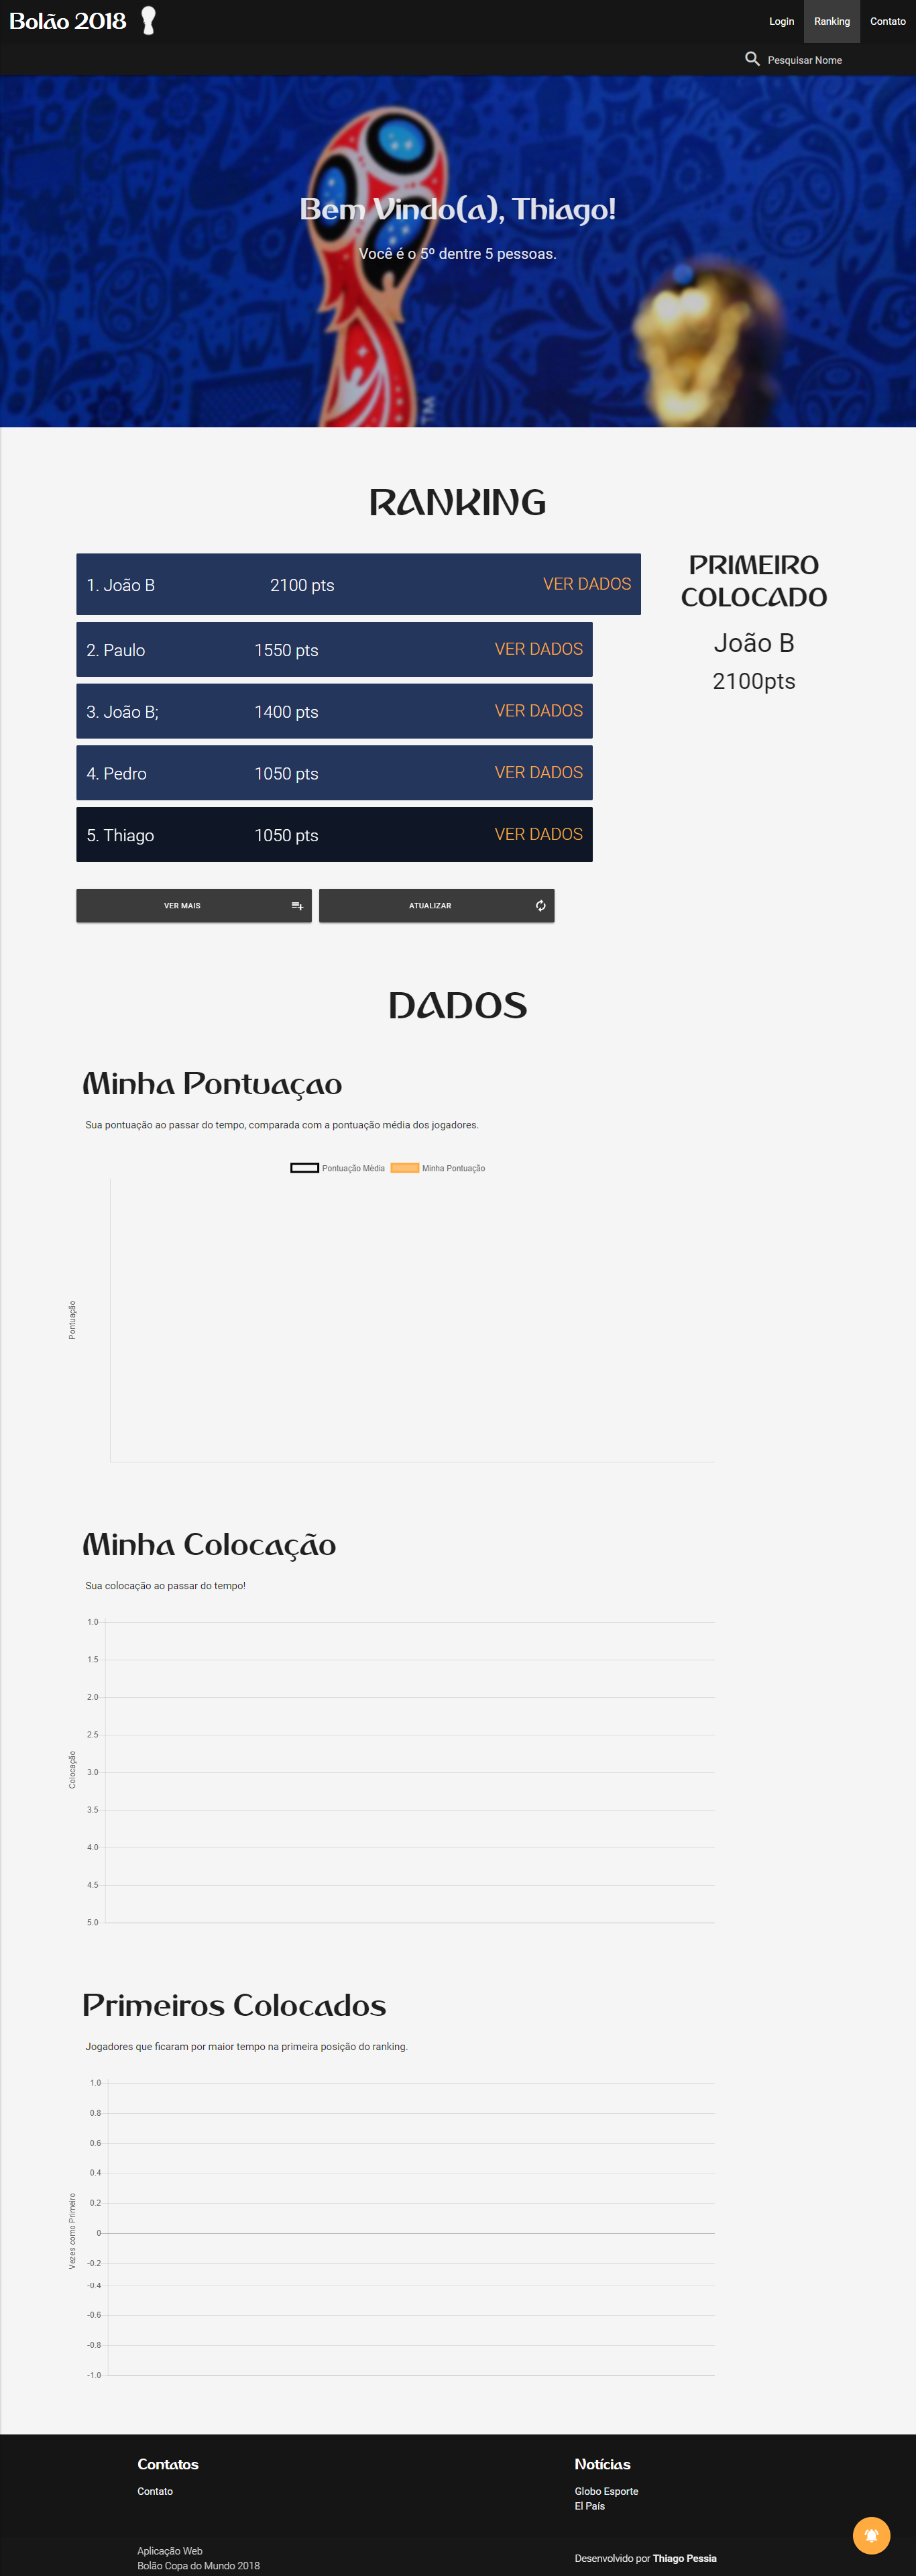 Bolão 2018
Login Ranking Contato
Pesquisar Nome
Bem Vindo(a), Thiago!
Você é o 5º dentre 5 pessoas.
TM
RANKING
1. João B 2100 pts VER DADOS
2. Paulo 1550 pts VER DADOS
3. João B; 1400 pts VER DADOS
4. Pedro 1050 pts VER DADOS
5. Thiago 1050 pts VER DADOS
PRIMEIRO
COLOCADO
João B
2100pts
VER MAIS
ATUALIZAR
DADOS
Minha Pontuaçao
Sua pontuação ao passar do tempo, comparada com a pontuação média dos jogadores.
Pontuação Média Minha Pontuação
Pontuação
Minha Colocação
Sua colocação ao passar do tempo!
1.0
1.5
2.0
2.5
3.0
3.5
4.0
4.5
5.0
Colocação
Primeiros Colocados
Jogadores que ficaram por maior tempo na primeira posição do ranking.
1.0
0.8
0.6
0.4
0.2
0
-0.2
-0.4
-0.6
-0.8
-1.0
Vezes como Primeiro
Contatos
Contato
Notícias
Globo Esporte
El País
Aplicação Web
Bolão Copa do Mundo 2018
Desenvolvido por Thiago Pessia